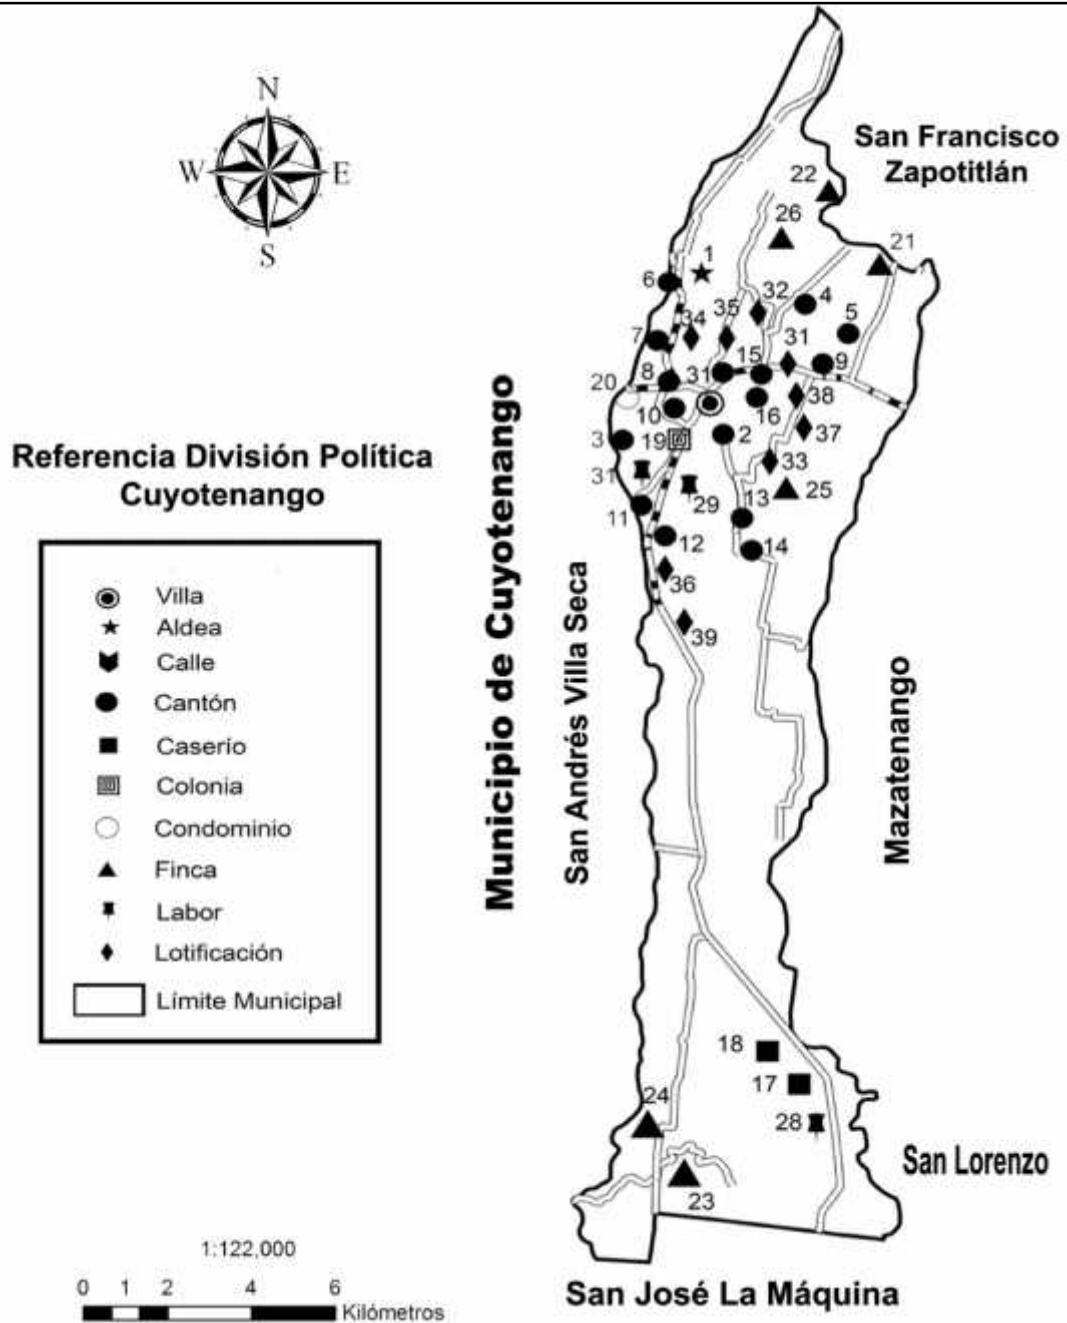 N
W E
S
San Francisco
Zapotitlán
22
26
21
1
6
32
4
34
35
5
7
31
15
9
8
31
20
38
10
16
3
19
2
37
33
31
29
25
13
11
12
14
36
39
Referencia División Política
Cuyotenango
Villa
Aldea
Calle
Cantón
Caserío
Colonia
Condominio
Finca
Labor
Lotificación
Límite Municipal
Municipio de Cuyotenango
San Andrés Villa Seca
Mazatenango
18
17
24
28
San Lorenzo
23
1:122,000
0 1 2 4 6
Kilómetros
San José La Máquina